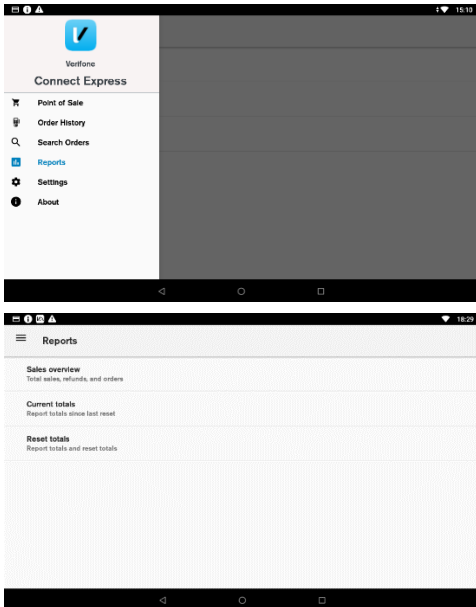 15:10
Verifone
Connect Express
Point of Sale
Order History
Search Orders
Reports
Settings
About
18:29
Reports
Sales overview
Total sales, refunds, and orders
Current totals
Report totals since last reset
Reset totals
Report totals and reset totals